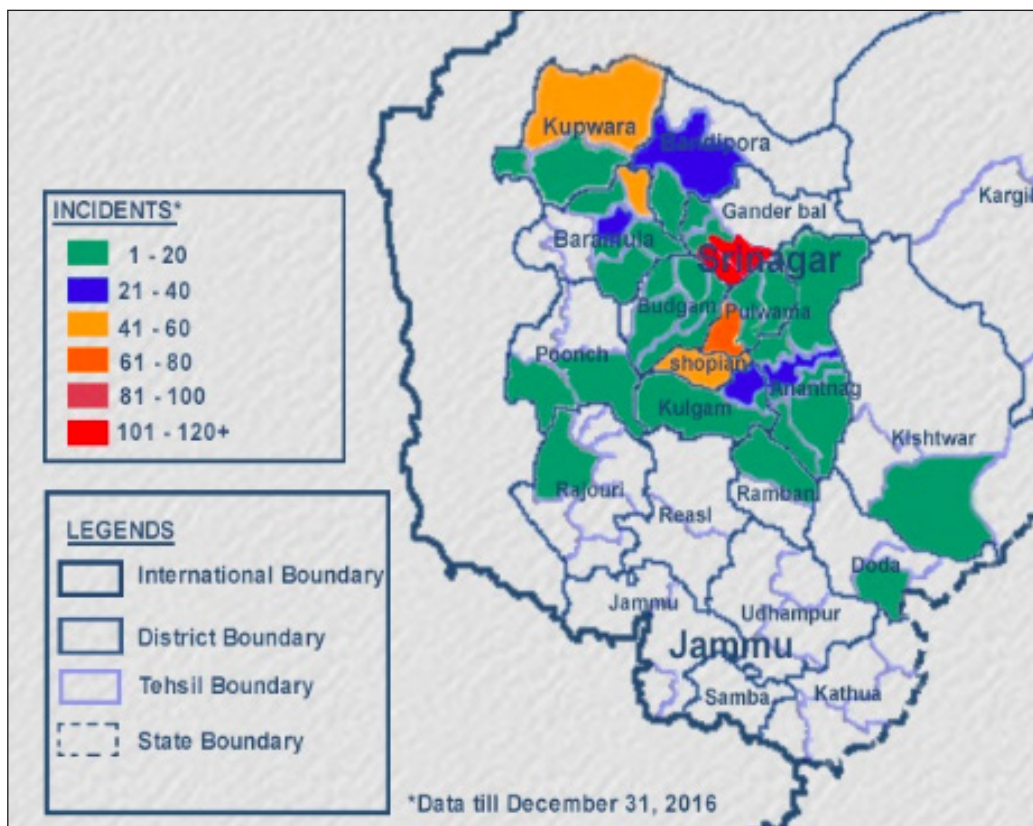 Kupwara
Bandipora
Kargil
Gander bal
Baramula
Srinagar
Budgam
Pulwama
Poonch
shopian
Anantnag
Kulgam
Kishtwar
Rajouri
Ramban
Reasi
Doda
Jammu
Udhampur
Jammu
Samba
Kathua
INCIDENTS*
1 - 20
21 - 40
41 - 60
61 - 80
81 - 100
101 - 120+
LEGENDS
International Boundary
District Boundary
Tehsil Boundary
State Boundary
*Data till December 31, 2016